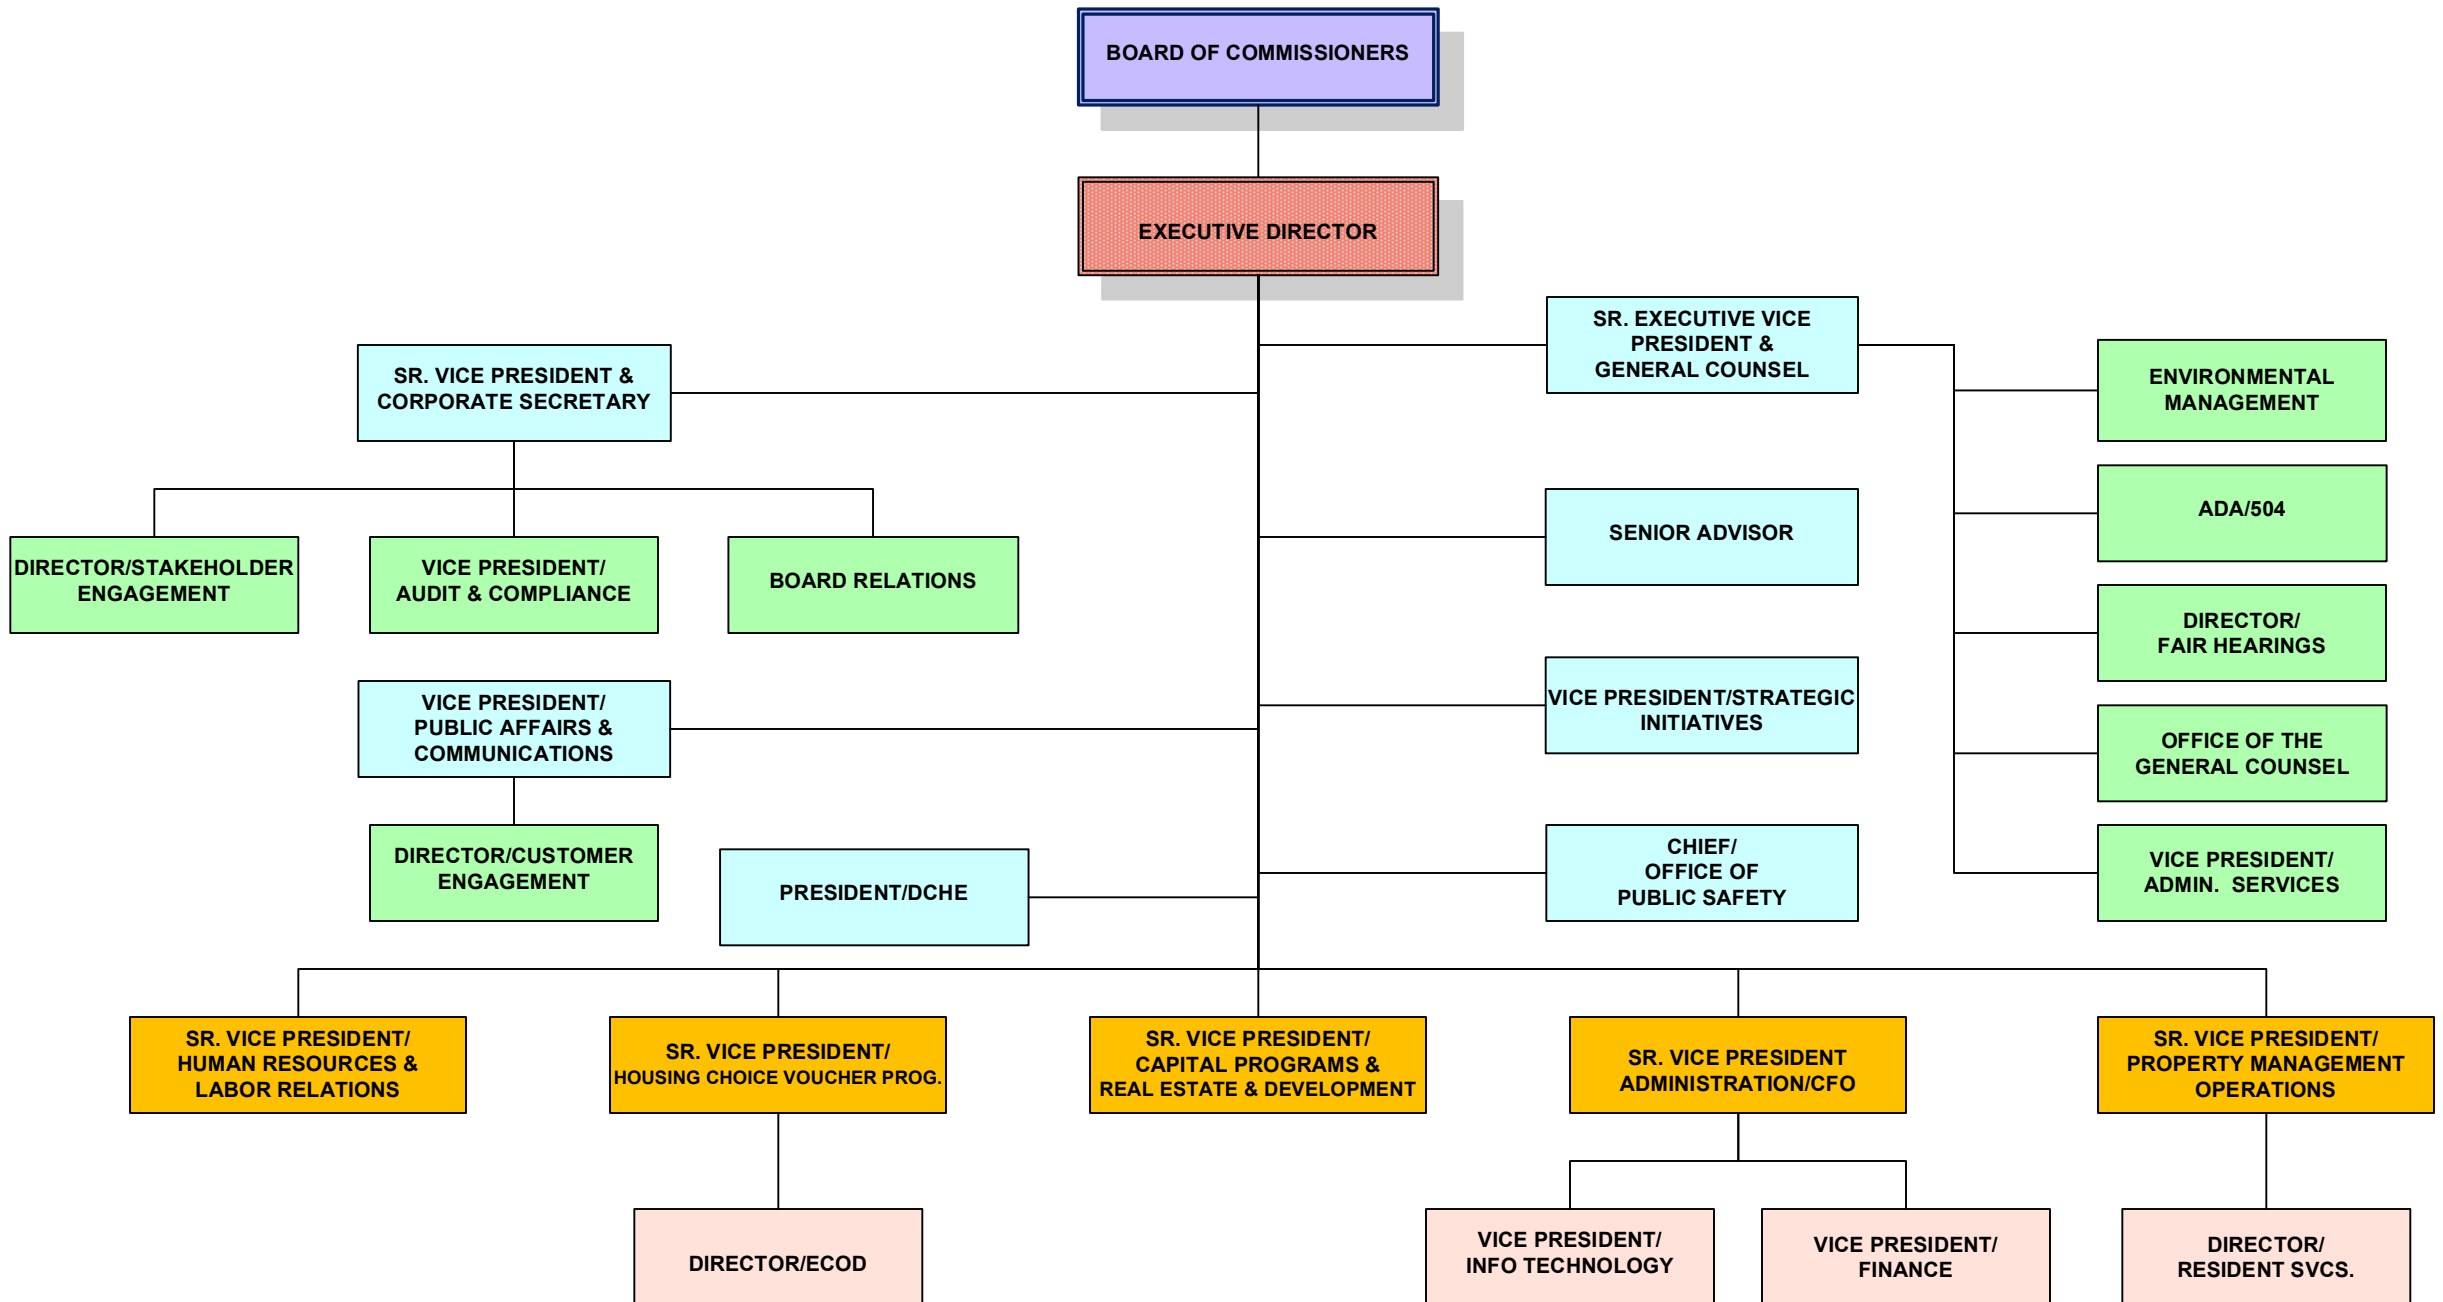 BOARD OF COMMISSIONERS
EXECUTIVE DIRECTOR
SR. EXECUTIVE VICE
PRESIDENT &
GENERAL COUNSEL
SR. VICE PRESIDENT &
CORPORATE SECRETARY
ENVIRONMENTAL
MANAGEMENT
ADA/504
SENIOR ADVISOR
DIRECTOR/STAKEHOLDER
ENGAGEMENT
VICE PRESIDENT/
AUDIT & COMPLIANCE
BOARD RELATIONS
DIRECTOR/
FAIR HEARINGS
VICE PRESIDENT/
PUBLIC AFFAIRS &
COMMUNICATIONS
VICE PRESIDENT/STRATEGIC
INITIATIVES
OFFICE OF THE
GENERAL COUNSEL
DIRECTOR/CUSTOMER
ENGAGEMENT
PRESIDENT/DCHE
CHIEF/
OFFICE OF
PUBLIC SAFETY
VICE PRESIDENT/
ADMIN.  SERVICES
SR. VICE PRESIDENT/
HUMAN RESOURCES &
LABOR RELATIONS
SR. VICE PRESIDENT/
HOUSING CHOICE VOUCHER PROG.
SR. VICE PRESIDENT/
CAPITAL PROGRAMS &
REAL ESTATE & DEVELOPMENT
SR. VICE PRESIDENT
ADMINISTRATION/CFO
SR. VICE PRESIDENT/
PROPERTY MANAGEMENT
OPERATIONS
DIRECTOR/ECOD
VICE PRESIDENT/
INFO TECHNOLOGY
VICE PRESIDENT/
FINANCE
DIRECTOR/
RESIDENT SVCS.